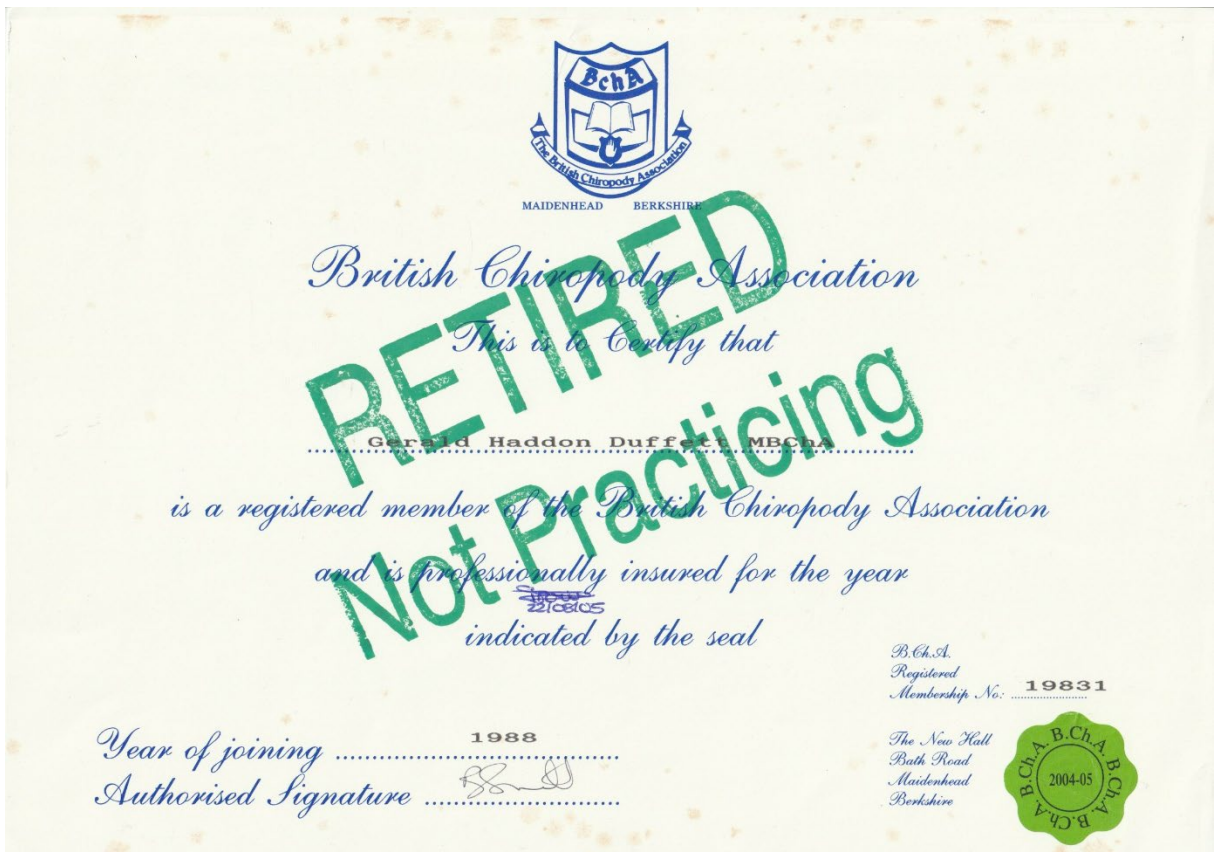 BchA
The British Chiropody Association
MAIDENHEAD BERKSHIRE
British Chiropody Association
This is to Certify that
RETIRED
Gerald Haddon Duffett MBChA
is a registered member of the British Chiropody Association
Not Practicing
and is professionally insured for the year
22/08/05
indicated by the seal
B.Ch.A.
Registered
Membership No: 19831
Year of joining 1988
Authorised Signature
The New Hall
Bath Road
Maidenhead
Berkshire
B.Ch.A. B.Ch.A. B.Ch.A. B.Ch.A.
2004-05